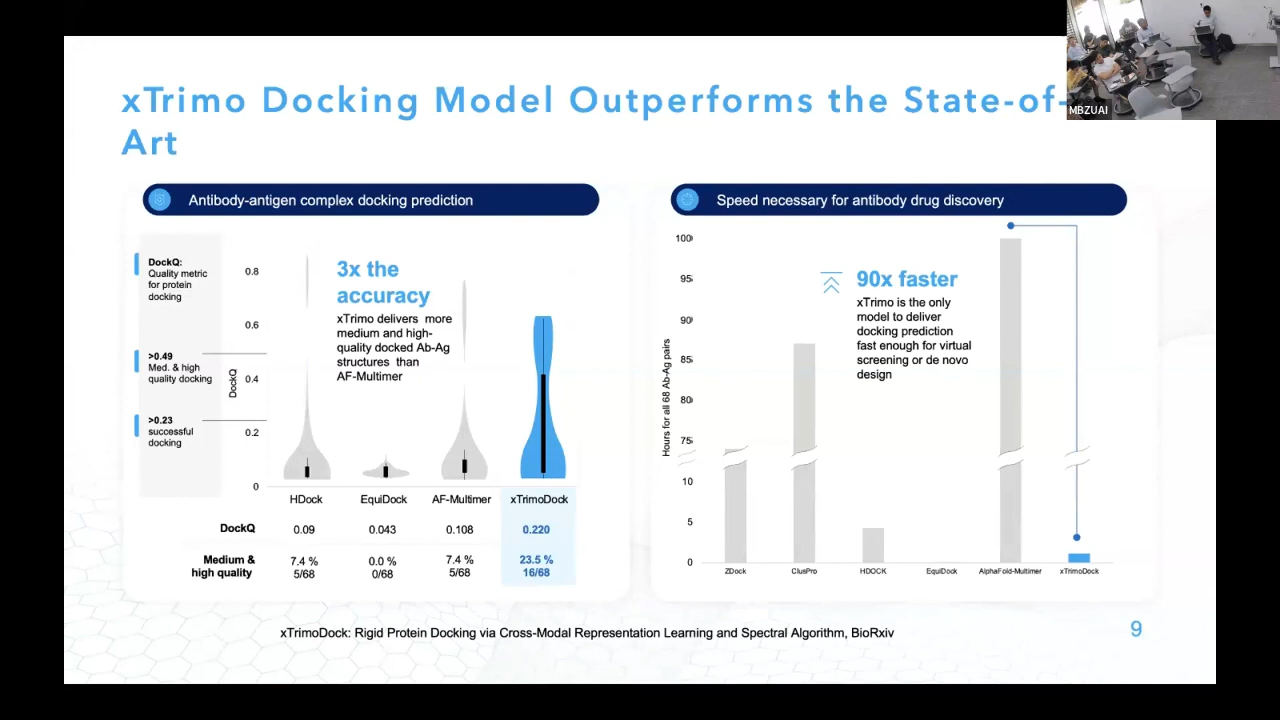 xTrimo Docking Model Outperforms the State-of-
Art
MBZUAI
Antibody-antigen complex docking prediction
DockQ:
Quality metric
for protein
docking
>0.49
Med. & high
quality docking
>0.23
successful
docking
DockQ
0.8
0.6
0.4
0.2
0
3x the
accuracy
xTrimo delivers more
medium and high-
quality docked Ab-Ag
structures than
AF-Multimer
HDock EquiDock AF-Multimer xTrimoDock
DockQ 0.09 0.043 0.108 0.220
Medium &
high quality
7.4 % 0.0 % 7.4 % 23.5 %
5/68 0/68 5/68 16/68
Speed necessary for antibody drug discovery
Hours for all 68 Ab-Ag pairs
100
95
90
85
80
75
10
5
0
90x faster
xTrimo is the only
model to deliver
docking prediction
fast enough for virtual
screening or de novo
design
ZDock ClusPro HDOCK EquiDock AlphaFold-Multimer xTrimoDock
xTrimoDock: Rigid Protein Docking via Cross-Modal Representation Learning and Spectral Algorithm, BioRxiv
9